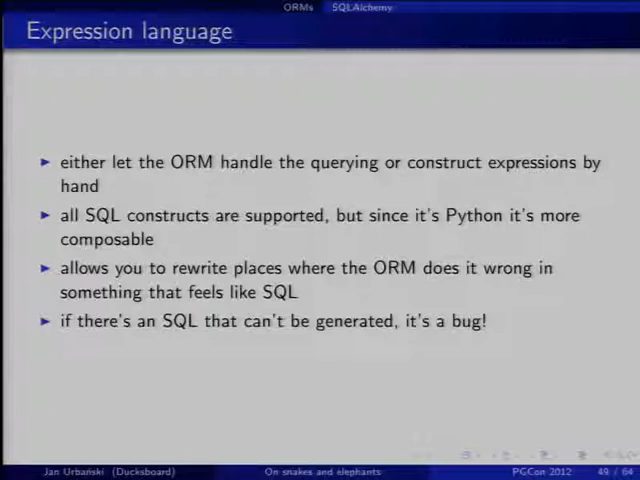 ORMs SQLAlchemy
Expression language
either let the ORM handle the querying or construct expressions by
hand
all SQL constructs are supported, but since it's Python it's more
composable
allows you to rewrite places where the ORM does it wrong in
something that feels like SQL
if there's an SQL that can't be generated, it's a bug!
Jan Urbański (Ducksboard) On snakes and elephants PGCon 2012 49 / 64